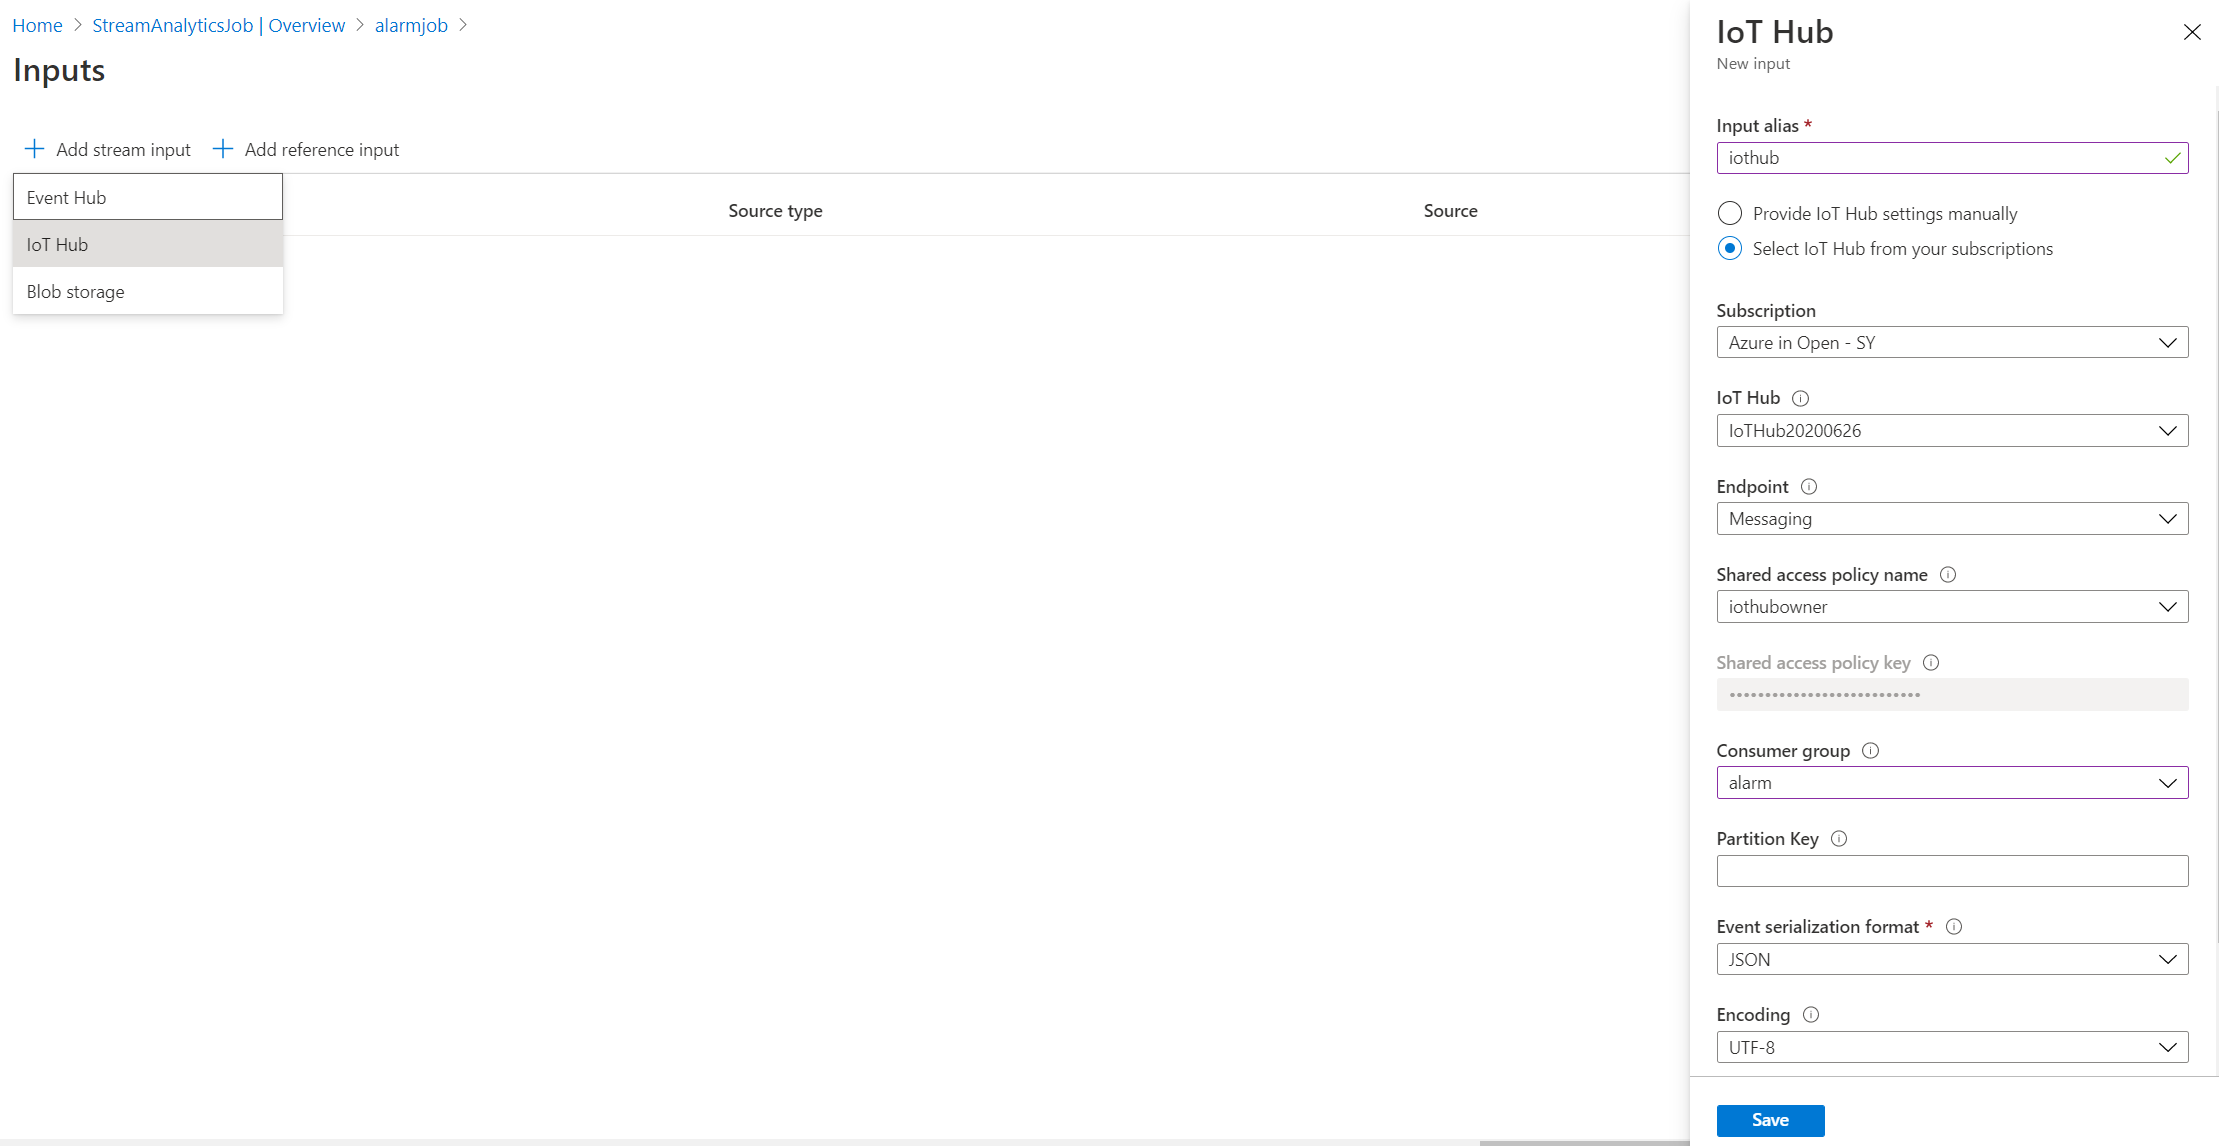 Home > StreamAnalyticsJob | Overview > alarmjob >
Inputs
+ Add stream input + Add reference input
Event Hub
IoT Hub
Blob storage
Source type Source
IoT Hub
New input
Input alias *
iothub
Provide IoT Hub settings manually
Select IoT Hub from your subscriptions
Subscription
Azure in Open - SY
IoT Hub
IoTHub20200626
Endpoint
Messaging
Shared access policy name
iothubowner
Shared access policy key
•••••••••••••••••••••••••••
Consumer group
alarm
Partition Key
Event serialization format *
JSON
Encoding
UTF-8
Save